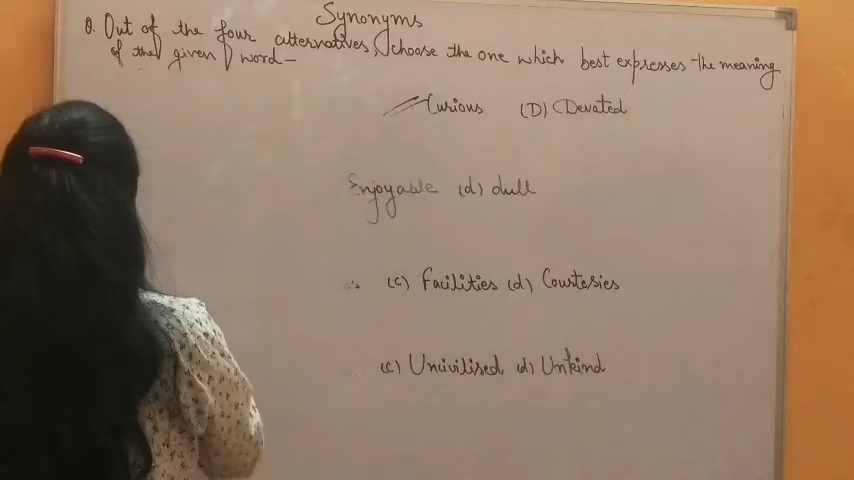 Synonyms
Q. Out of the four alternatives, choose the one which best expresses the meaning
of the given word-
Curious (D) Devated
Enjoyable (d) dull
(c) Facilities (d) Courtesies
(c) Uncivilised (d) Unkind